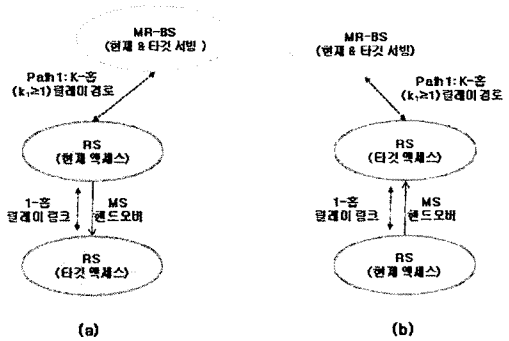 MR-BS
(현재 & 타깃 서빙 )
Path 1: K-홉
(k₁≥1) 릴레이 경로
RS
(현재 액세스)
1-홉
릴레이 링크
MS
핸드오버
RS
(타깃 액세스)
(a)
MR-BS
(현재 & 타깃 서빙)
Path1: K-홉
(k₁≥1) 릴레이 경로
RS
(타깃 액세스)
1-홉
릴레이 링크
MS
핸드오버
RS
(현재 액세스)
(b)